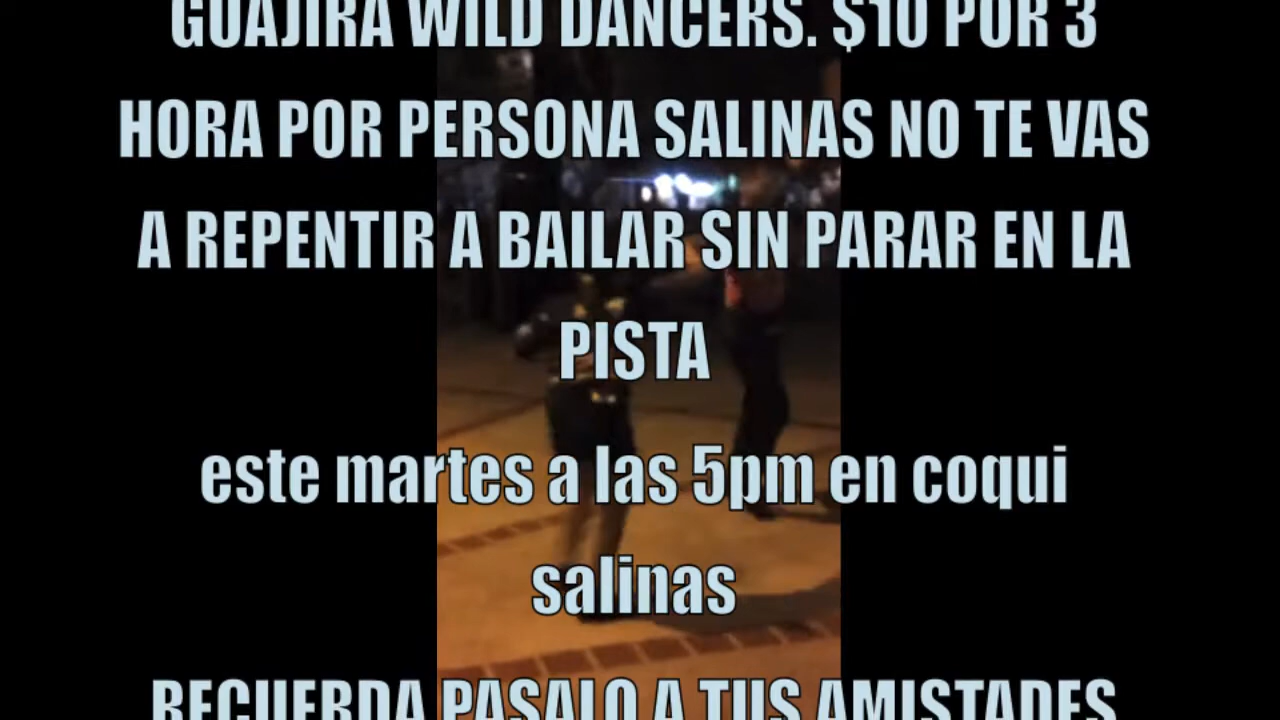 GUAJIRA WILD DANCERS. $10 POR 3
HORA POR PERSONA SALINAS NO TE VAS
A REPENTIR A BAILAR SIN PARAR EN LA
PISTA
este martes a las 5pm en coqui
salinas
RECUERDA PASALO A TUS AMISTADES